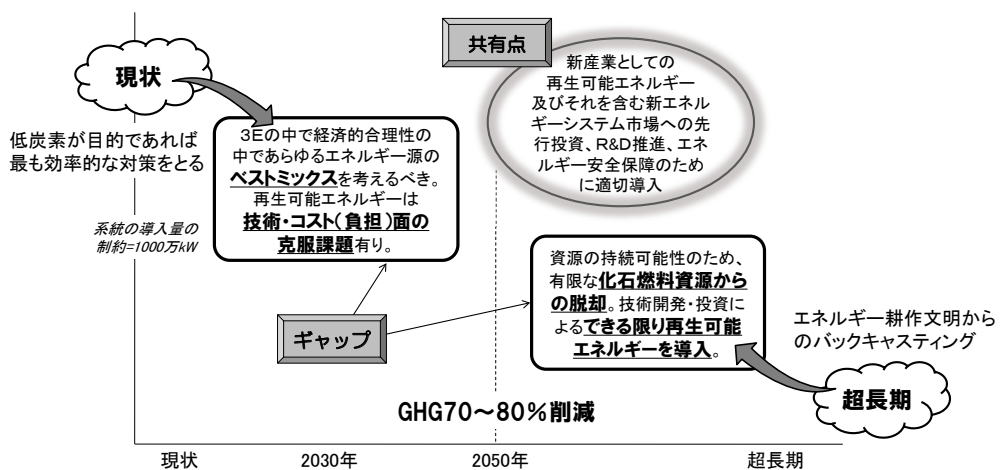 共有点
新産業としての
再生可能エネルギー
及びそれを含む新エネル
ギーシステム市場への先
行投資、R&D推進、エネ
ルギー安全保障のため
に適切導入
現状
低炭素が目的であれば
最も効率的な対策をとる
3Eの中で経済的合理性の
中であらゆるエネルギー源の
ベストミックスを考えるべき。
再生可能エネルギーは
技術・コスト(負担)面の
克服課題有り。
系統の導入量の
制約=1000万kW
資源の持続可能性のため、
有限な化石燃料資源から
の脱却。技術開発・投資に
よるできる限り再生可能
エネルギーを導入。
ギャップ
エネルギー耕作文明から
のバックキャスティング
超長期
GHG70~80%削減
現状
2030年
2050年
超長期